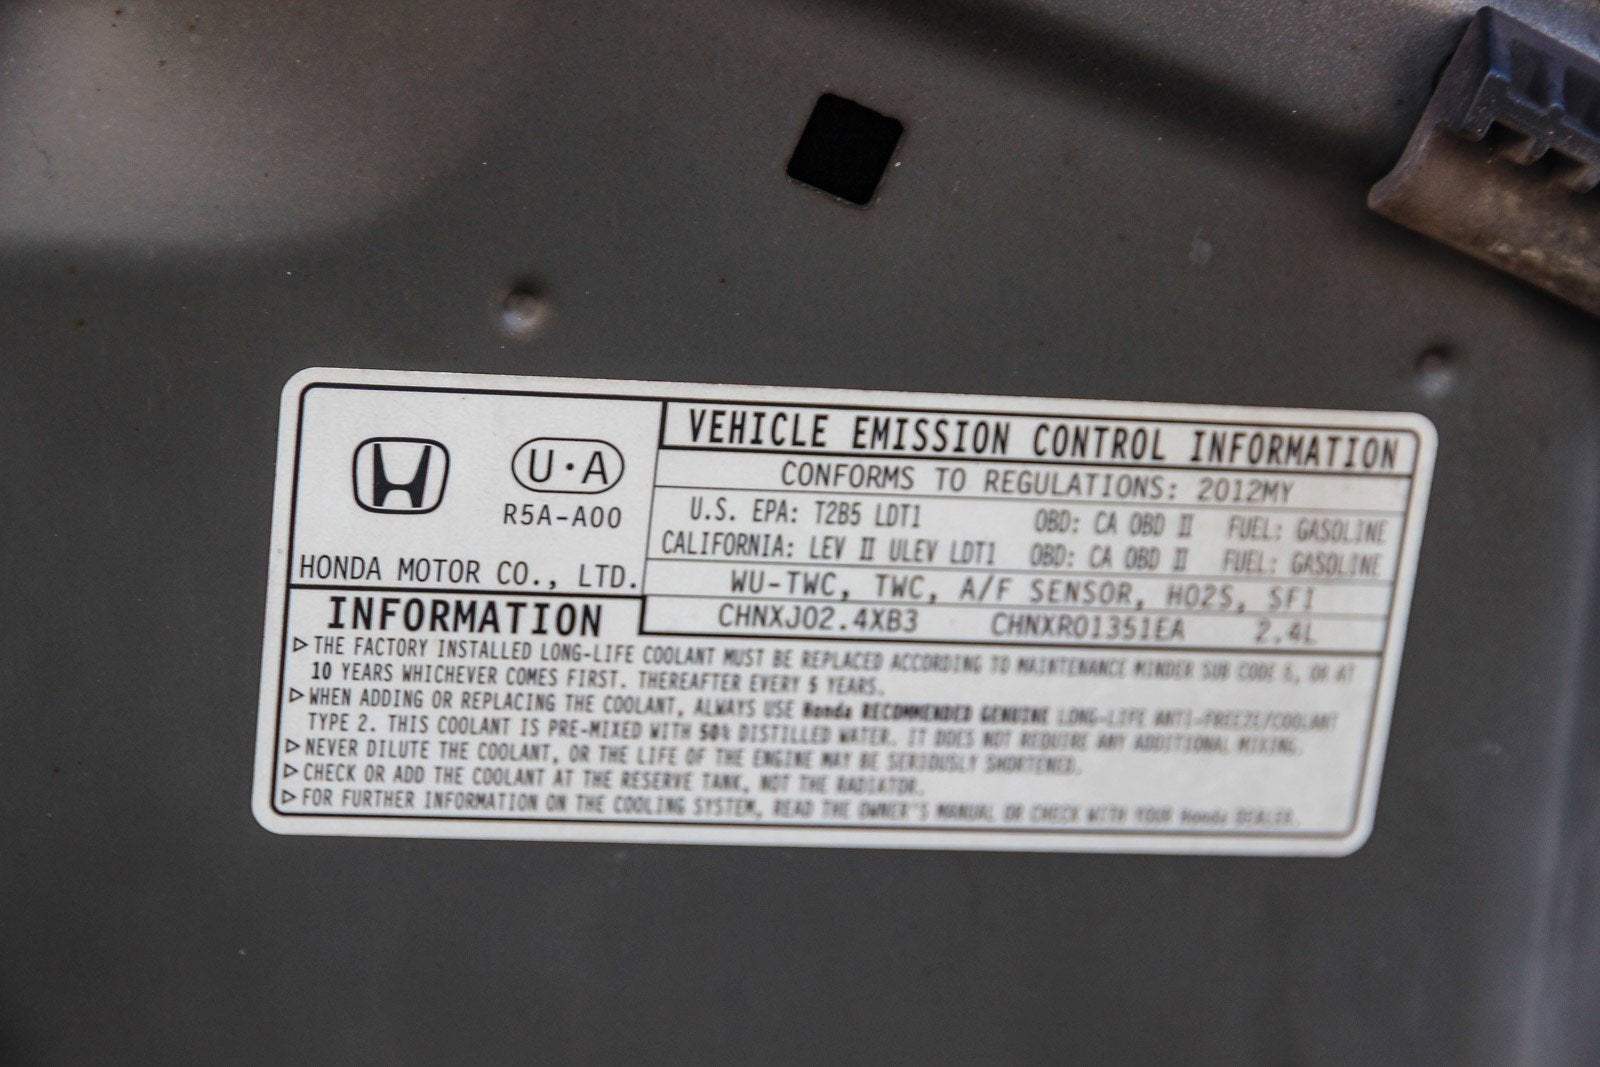 U·A
R5A-A00
HONDA MOTOR CO., LTD.
VEHICLE EMISSION CONTROL INFORMATION
CONFORMS TO REGULATIONS: 2012MY
U.S. EPA: T2B5 LDT1 OBD: CA OBD II FUEL: GASOLINE
CALIFORNIA: LEV II ULEV LDT1 OBD: CA OBD II FUEL: GASOLINE
WU-TWC, TWC, A/F SENSOR, HO2S, SFI
CHNXJ02.4XB3 CHNXR01351EA 2.4L
INFORMATION
▷ THE FACTORY INSTALLED LONG-LIFE COOLANT MUST BE REPLACED ACCORDING TO MAINTENANCE MINDER SUB CODE 5, OR AT
10 YEARS WHICHEVER COMES FIRST. THEREAFTER EVERY 5 YEARS.
▷ WHEN ADDING OR REPLACING THE COOLANT, ALWAYS USE Honda RECOMMENDED GENUINE LONG-LIFE ANTI-FREEZE/COOLANT
TYPE 2. THIS COOLANT IS PRE-MIXED WITH 50% DISTILLED WATER. IT DOES NOT REQUIRE ANY ADDITIONAL MIXING.
▷ NEVER DILUTE THE COOLANT, OR THE LIFE OF THE ENGINE MAY BE SERIOUSLY SHORTENED.
▷ CHECK OR ADD THE COOLANT AT THE RESERVE TANK, NOT THE RADIATOR.
▷ FOR FURTHER INFORMATION ON THE COOLING SYSTEM, READ THE OWNER'S MANUAL OR CHECK WITH YOUR Honda DEALER.